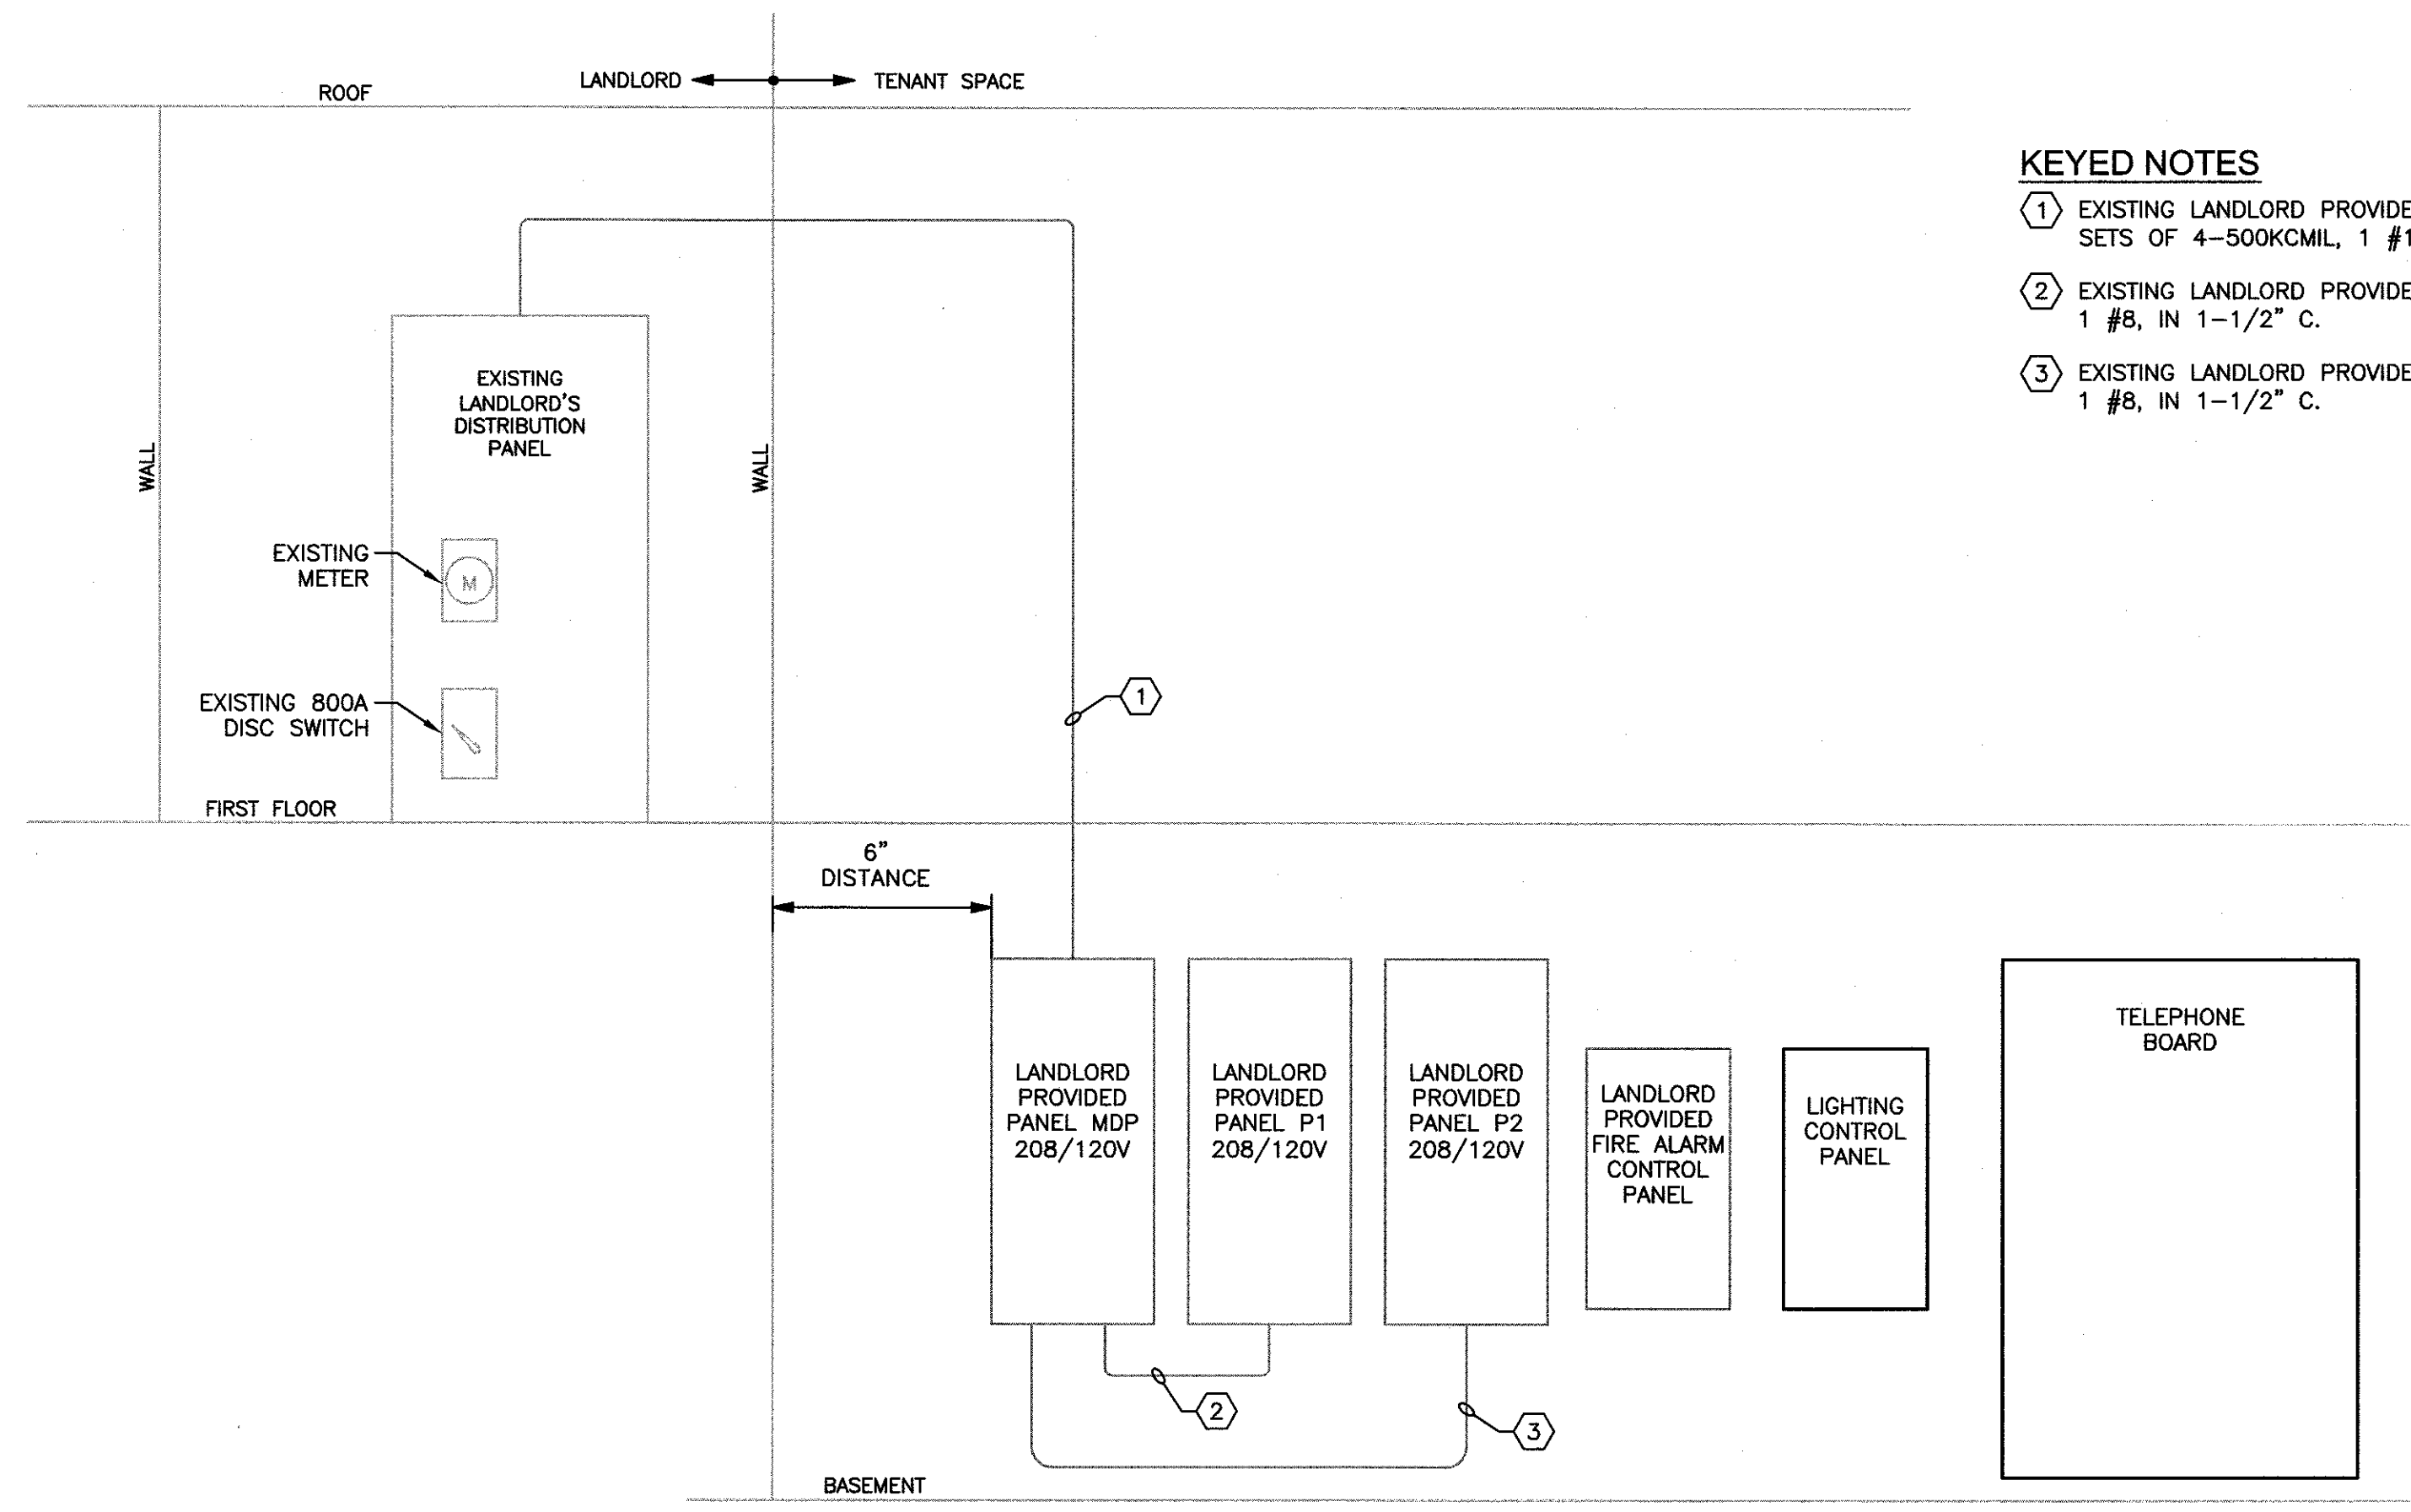 LANDLORD
TENANT SPACE
ROOF
WALL
WALL
EXISTING
LANDLORD'S
DISTRIBUTION
PANEL
EXISTING
METER
M
EXISTING 800A
DISC SWITCH
FIRST FLOOR
1
6"
DISTANCE
LANDLORD
PROVIDED
PANEL MDP
208/120V
LANDLORD
PROVIDED
PANEL P1
208/120V
LANDLORD
PROVIDED
PANEL P2
208/120V
LANDLORD
PROVIDED
FIRE ALARM
CONTROL
PANEL
LIGHTING
CONTROL
PANEL
TELEPHONE
BOARD
2
3
BASEMENT
KEYED NOTES
1 EXISTING LANDLORD PROVIDE
SETS OF 4-500KCMIL, 1 #1
2 EXISTING LANDLORD PROVIDE
1 #8, IN 1-1/2" C.
3 EXISTING LANDLORD PROVIDE
1 #8, IN 1-1/2" C.